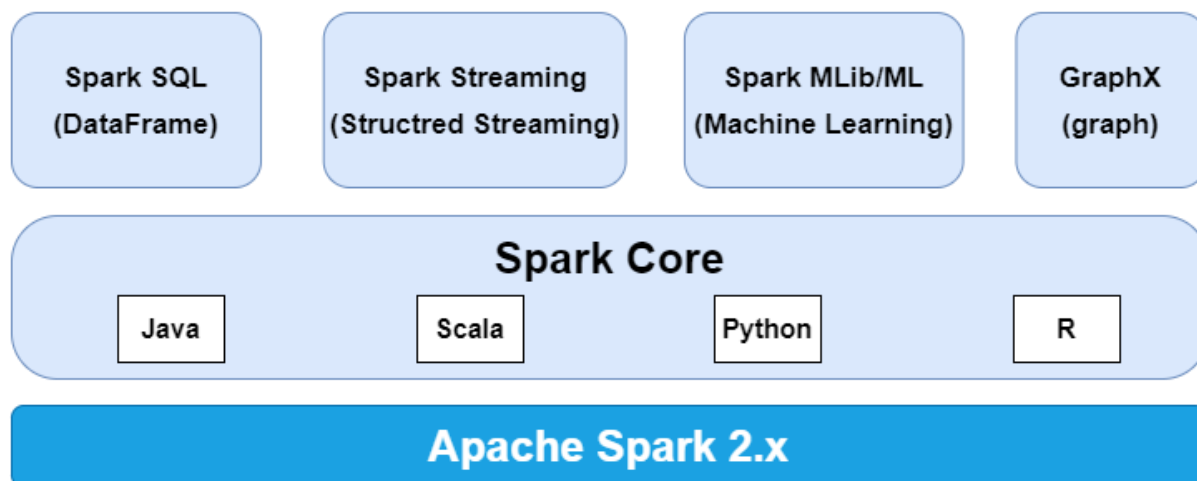 Spark SQL
(DataFrame)
Spark Streaming
(Structred Streaming)
Spark MLib/ML
(Machine Learning)
GraphX
(graph)
Spark Core
Java
Scala
Python
R
Apache Spark 2.x